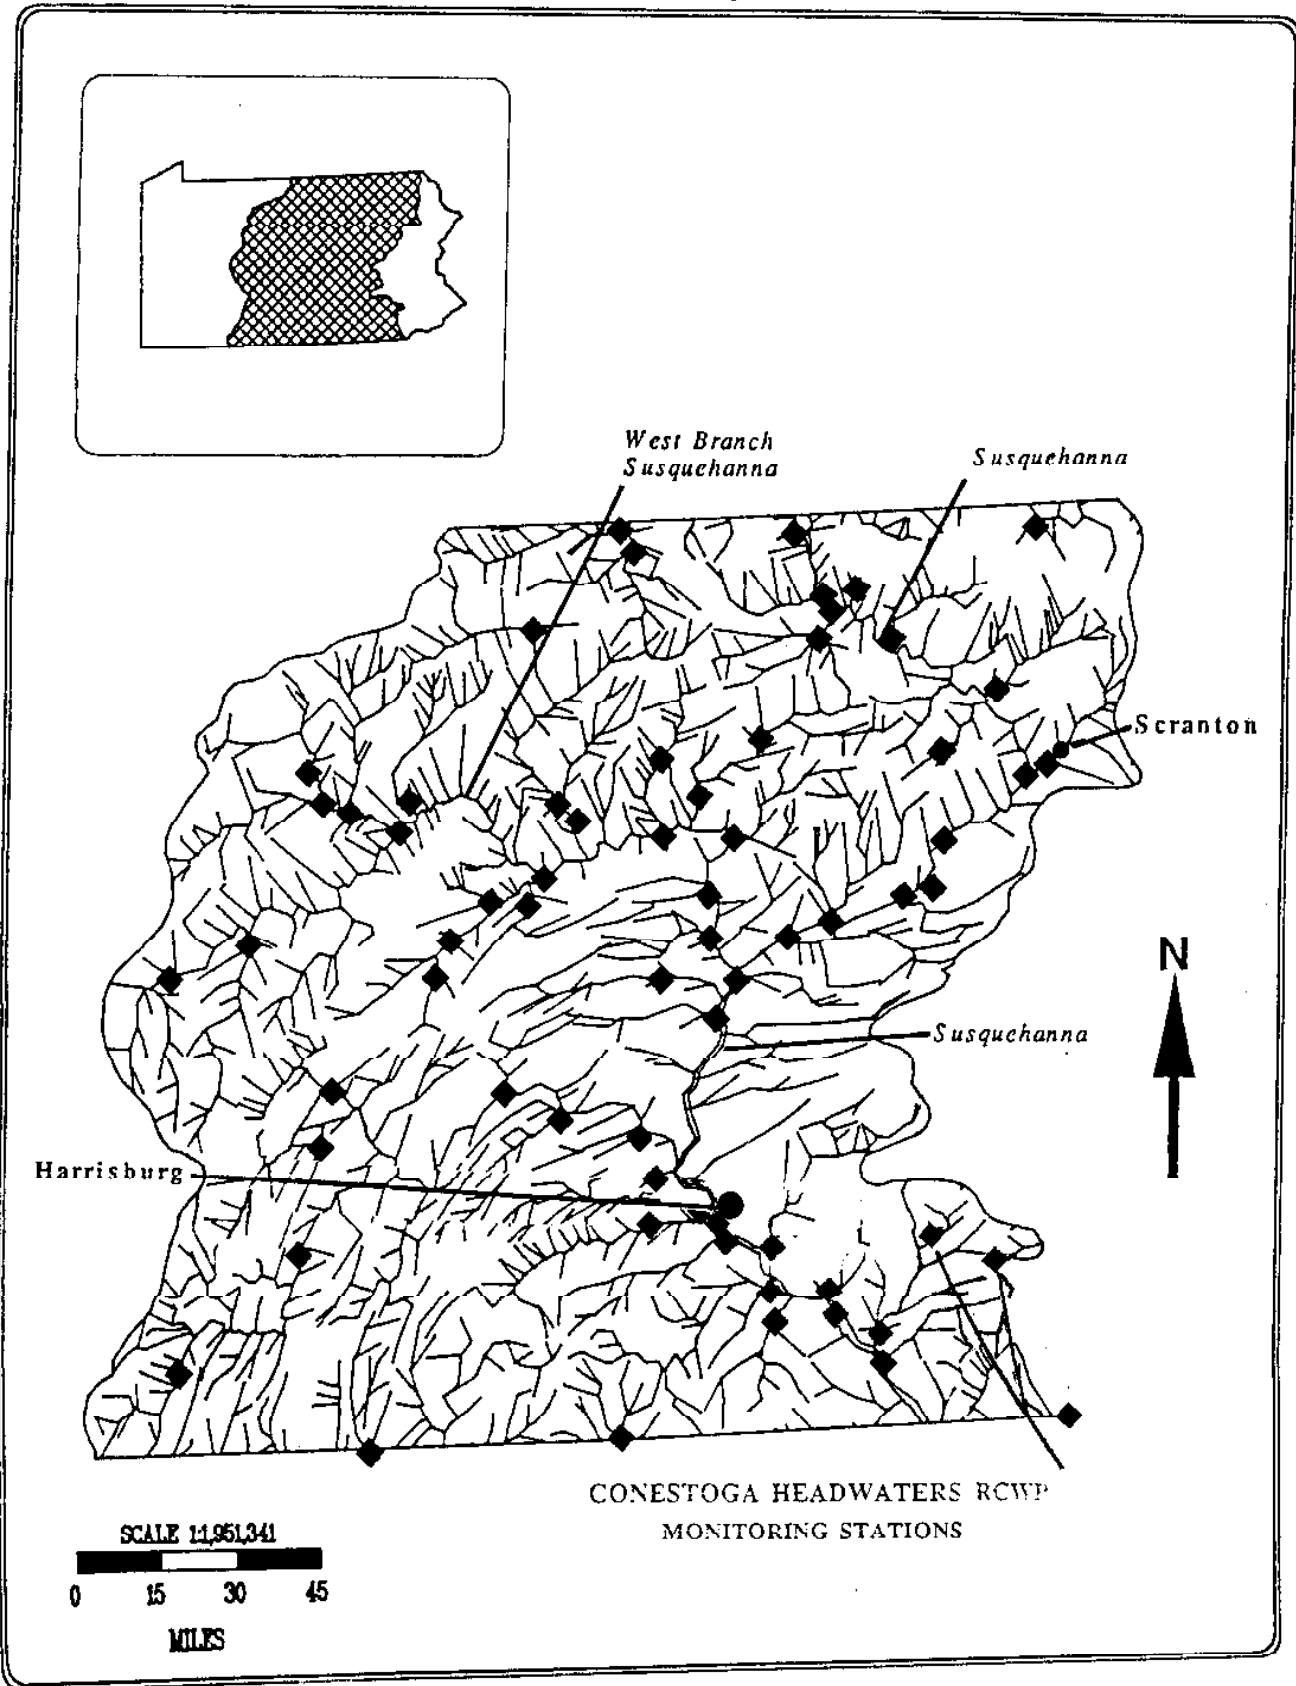 West Branch
Susquehanna
Susquehanna
Scranton
N
Susquehanna
Harrisburg
CONESTOGA HEADWATERS RCWP
MONITORING STATIONS
SCALE 1:1,951,341
0 15 30 45
MILES